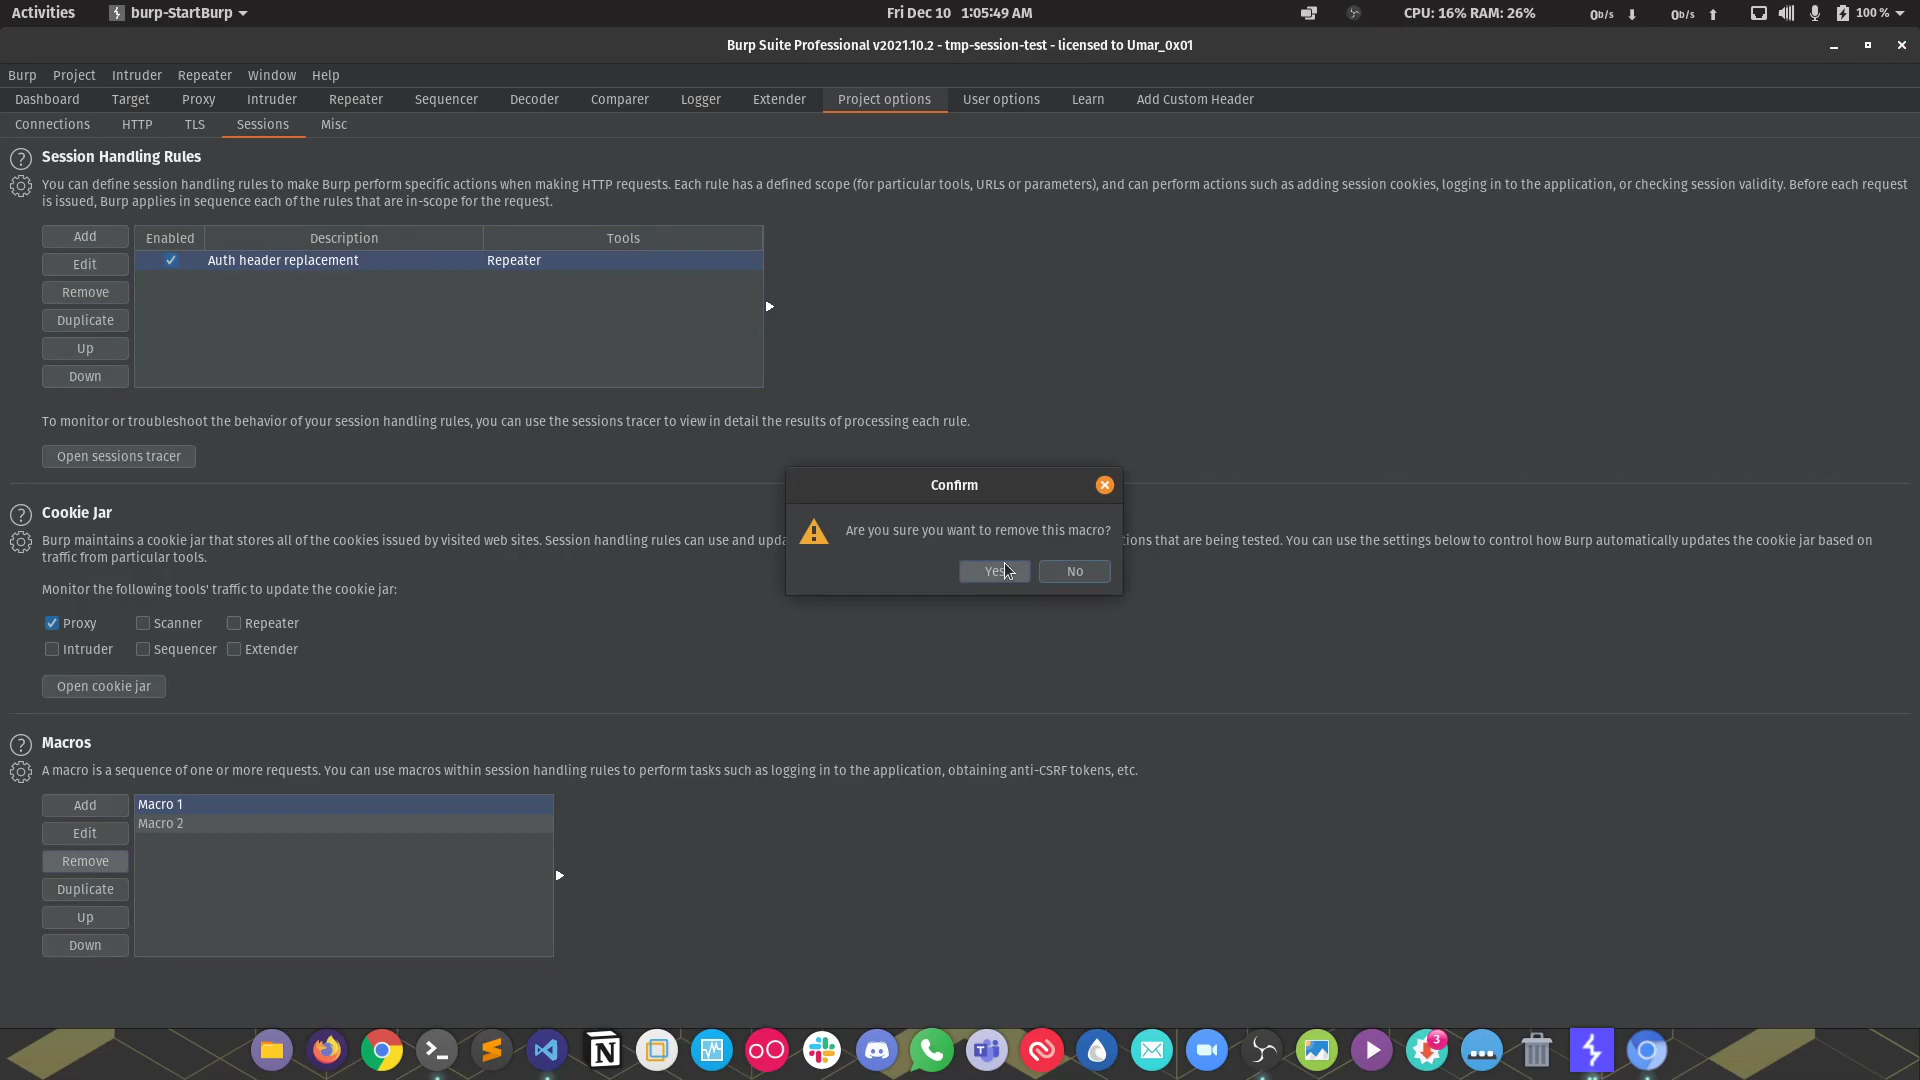 Activities burp-StartBurp Fri Dec 10 1:05:49 AM CPU: 16% RAM: 26% 0b/s 0b/s 100 %
Burp Suite Professional v2021.10.2 - tmp-session-test - licensed to Umar_0x01
Burp Project Intruder Repeater Window Help
Dashboard Target Proxy Intruder Repeater Sequencer Decoder Comparer Logger Extender Project options User options Learn Add Custom Header
Connections HTTP TLS Sessions Misc
Session Handling Rules
You can define session handling rules to make Burp perform specific actions when making HTTP requests. Each rule has a defined scope (for particular tools, URLs or parameters), and can perform actions such as adding session cookies, logging in to the application, or checking session validity. Before each request
is issued, Burp applies in sequence each of the rules that are in-scope for the request.
Add
Edit
Remove
Duplicate
Up
Down
Enabled Description Tools
Auth header replacement Repeater
To monitor or troubleshoot the behavior of your session handling rules, you can use the sessions tracer to view in detail the results of processing each rule.
Open sessions tracer
Confirm
Are you sure you want to remove this macro?
Yes No
Cookie Jar
Burp maintains a cookie jar that stores all of the cookies issued by visited web sites. Session handling rules can use and upda tions that are being tested. You can use the settings below to control how Burp automatically updates the cookie jar based on
traffic from particular tools.
Monitor the following tools' traffic to update the cookie jar:
Proxy Scanner Repeater
Intruder Sequencer Extender
Open cookie jar
Macros
A macro is a sequence of one or more requests. You can use macros within session handling rules to perform tasks such as logging in to the application, obtaining anti-CSRF tokens, etc.
Add
Edit
Remove
Duplicate
Up
Down
Macro 1
Macro 2
3